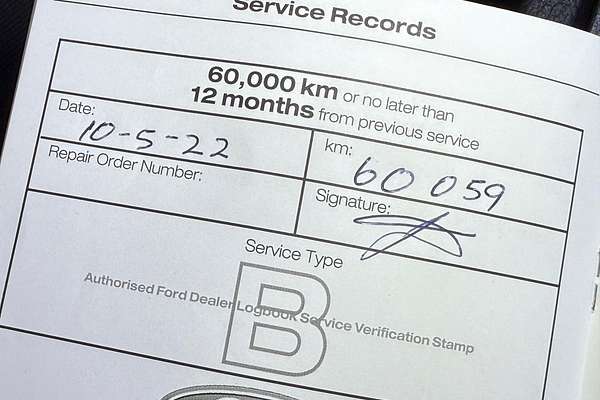 Service Records
60,000 km or no later than
12 months from previous service
Date:
10-5-22
km:
60 059
Repair Order Number:
Signature:
Service Type
B
Authorised Ford Dealer Logbook Service Verification Stamp